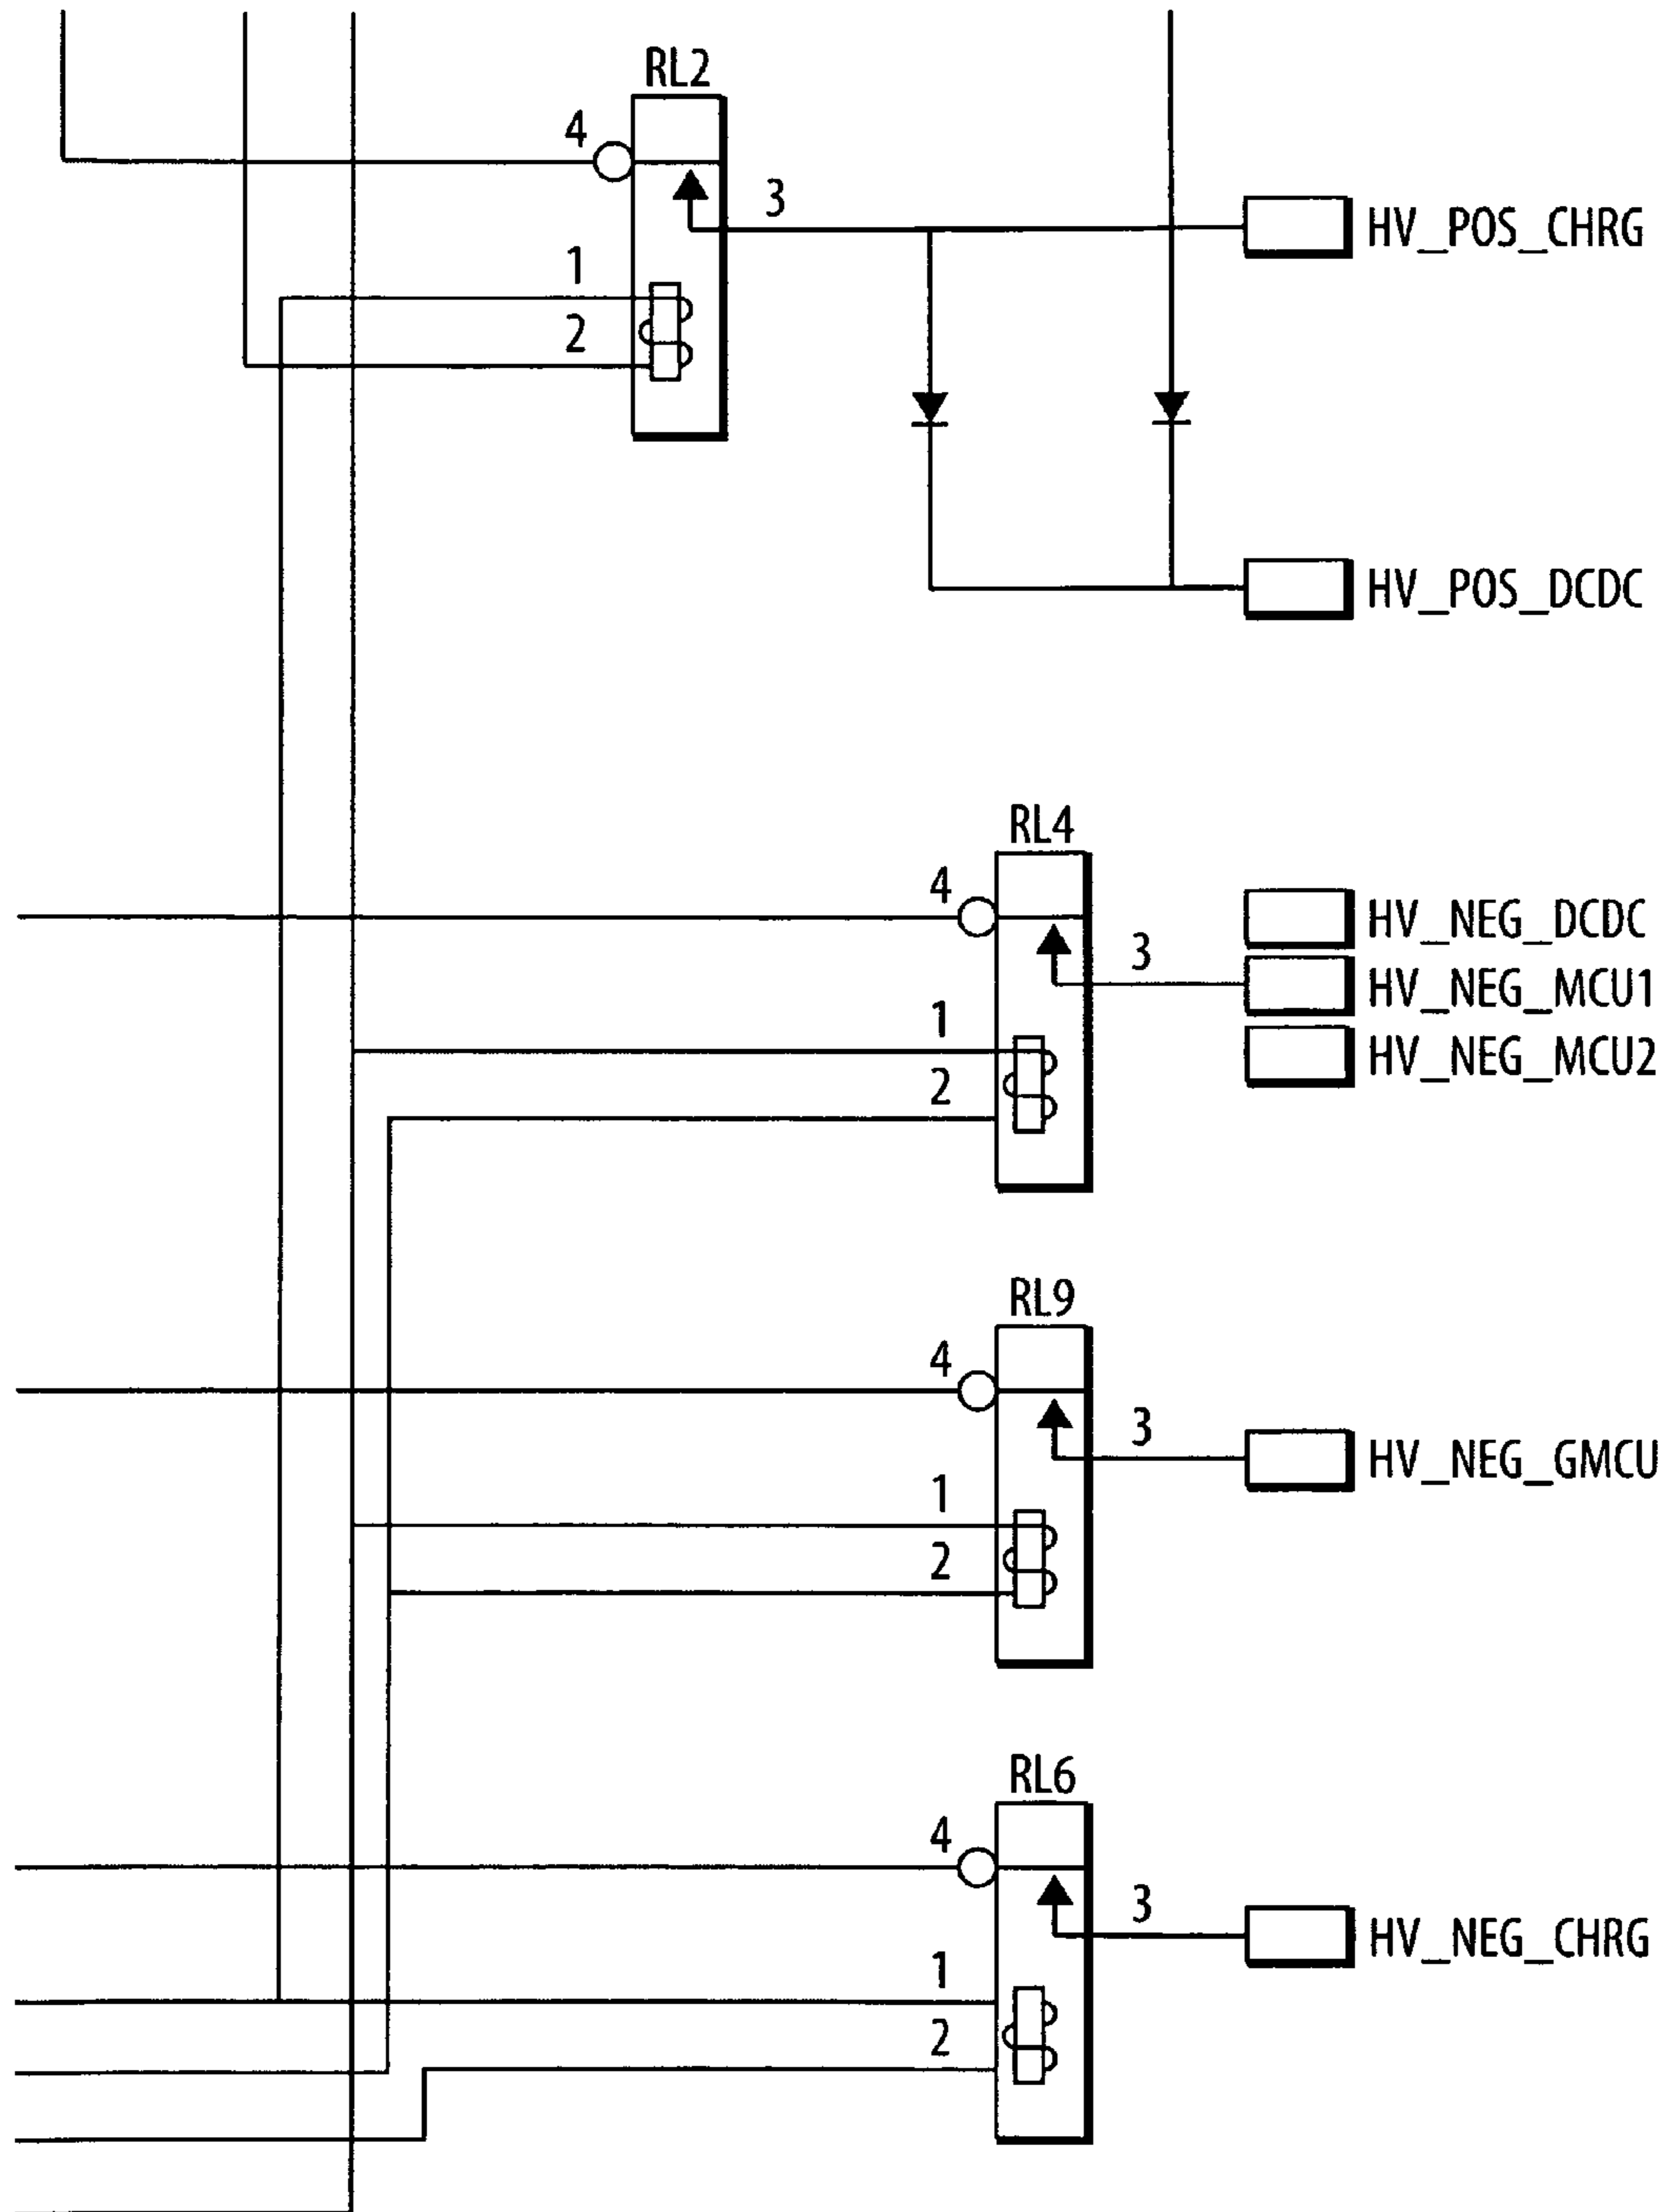 RL2
4
3
HV_POS_CHRG
1
2
HV_POS_DCDC
RL4
4
HV_NEG_DCDC
3
HV_NEG_MCU1
1
HV_NEG_MCU2
2
RL9
4
3
HV_NEG_GMCU
1
2
RL6
4
3
HV_NEG_CHRG
1
2